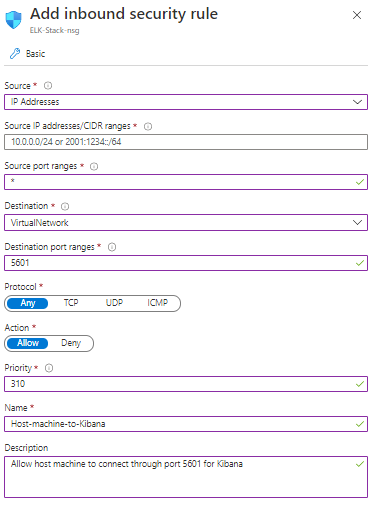 Add inbound security rule
ELK-Stack-nsg
Basic
Source *
IP Addresses
Source IP addresses/CIDR ranges *
10.0.0.0/24 or 2001:1234::/64
Source port ranges *
*
Destination *
VirtualNetwork
Destination port ranges *
5601
Protocol *
Any TCP UDP ICMP
Action *
Allow Deny
Priority *
310
Name *
Host-machine-to-Kibana
Description
Allow host machine to connect through port 5601 for Kibana